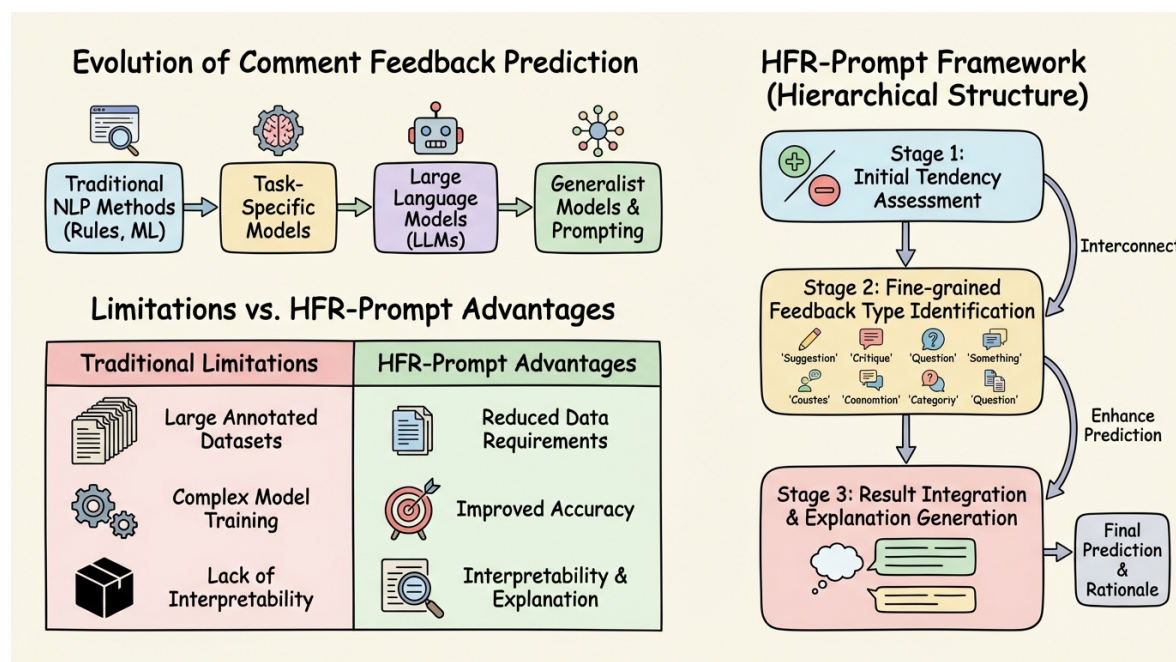 Evolution of Comment Feedback Prediction
Traditional
NLP Methods
(Rules, ML)
Task-
Specific
Models
Large
Language
Models
(LLMs)
Generalist
Models &
Prompting
Limitations vs. HFR-Prompt Advantages
Traditional Limitations
HFR-Prompt Advantages
Large Annotated
Datasets
Reduced Data
Requirements
Complex Model
Training
Improved Accuracy
Lack of
Interpretability
Interpretability &
Explanation
HFR-Prompt Framework
(Hierarchical Structure)
Stage 1:
Initial Tendency
Assessment
Interconnect
Stage 2: Fine-grained
Feedback Type Identification
'Suggestion' 'Critique' 'Question' 'Something'
'Coustes' 'Coonomtion' 'Categoriy' 'Question'
Enhance
Prediction
Stage 3: Result Integration
& Explanation Generation
Final
Prediction
&
Rationale